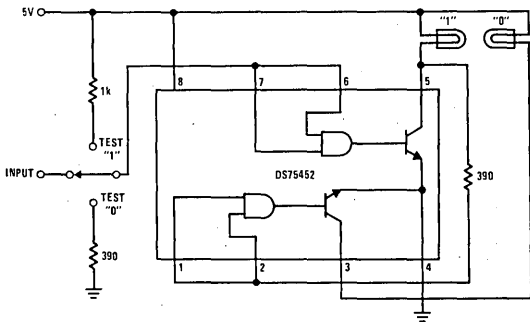 5V
"1" "0"
8 7 6 5
1k
TEST
"1"
INPUT
DS75452
390
TEST
"0"
390
1 2 3 4